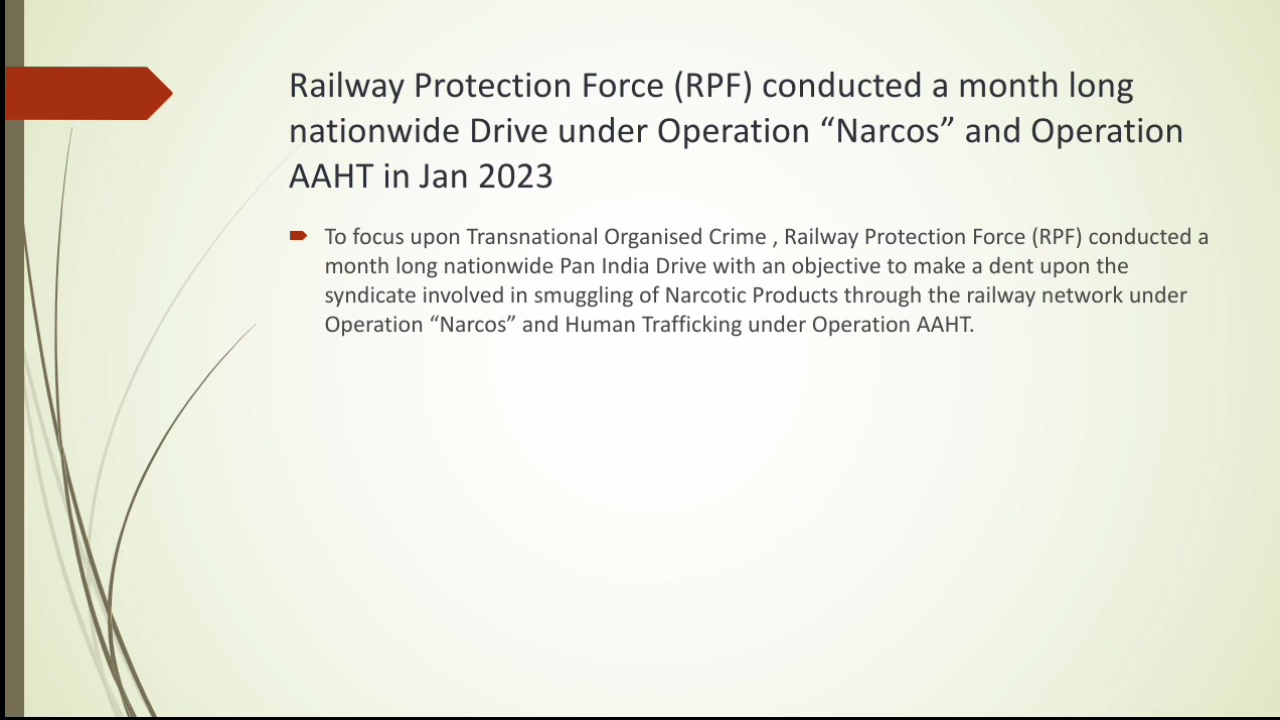 Railway Protection Force (RPF) conducted a month long
nationwide Drive under Operation “Narcos” and Operation
AAHT in Jan 2023
To focus upon Transnational Organised Crime , Railway Protection Force (RPF) conducted a
month long nationwide Pan India Drive with an objective to make a dent upon the
syndicate involved in smuggling of Narcotic Products through the railway network under
Operation “Narcos” and Human Trafficking under Operation AAHT.